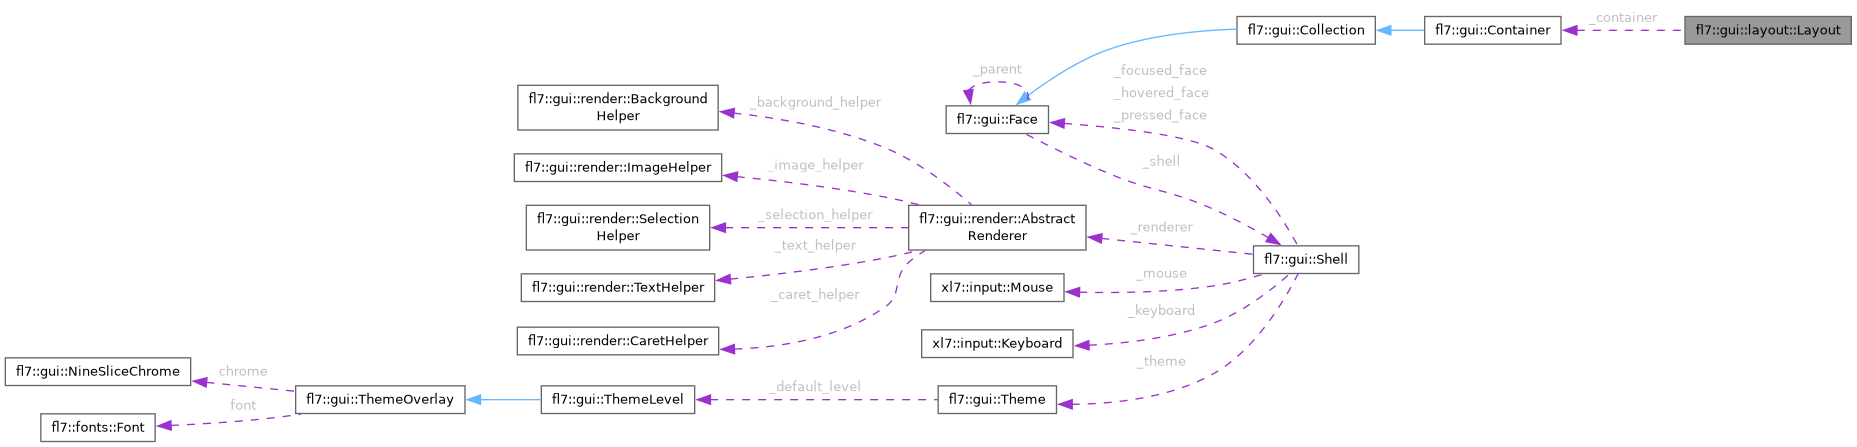 _container
fl7::gui::Collection
fl7::gui::Container
fl7::gui::layout::Layout
_parent
_focused_face
_hovered_face
_pressed_face
fl7::gui::render::Background
Helper
_background_helper
fl7::gui::Face
_shell
fl7::gui::render::ImageHelper
_image_helper
fl7::gui::render::Selection
Helper
_selection_helper
fl7::gui::render::Abstract
Renderer
_renderer
_text_helper
fl7::gui::Shell
fl7::gui::render::TextHelper
_caret_helper
xl7::input::Mouse
_mouse
_keyboard
fl7::gui::render::CaretHelper
xl7::input::Keyboard
_theme
fl7::gui::NineSliceChrome
chrome
_default_level
fl7::gui::ThemeOverlay
fl7::gui::ThemeLevel
fl7::gui::Theme
font
fl7::fonts::Font